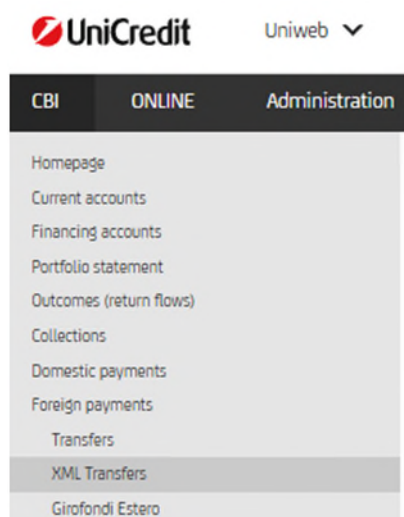 UniCredit Uniweb
CBI ONLINE Administration
Homepage
Current accounts
Financing accounts
Portfolio statement
Outcomes (return flows)
Collections
Domestic payments
Foreign payments
Transfers
XML Transfers
Girofondi Estero